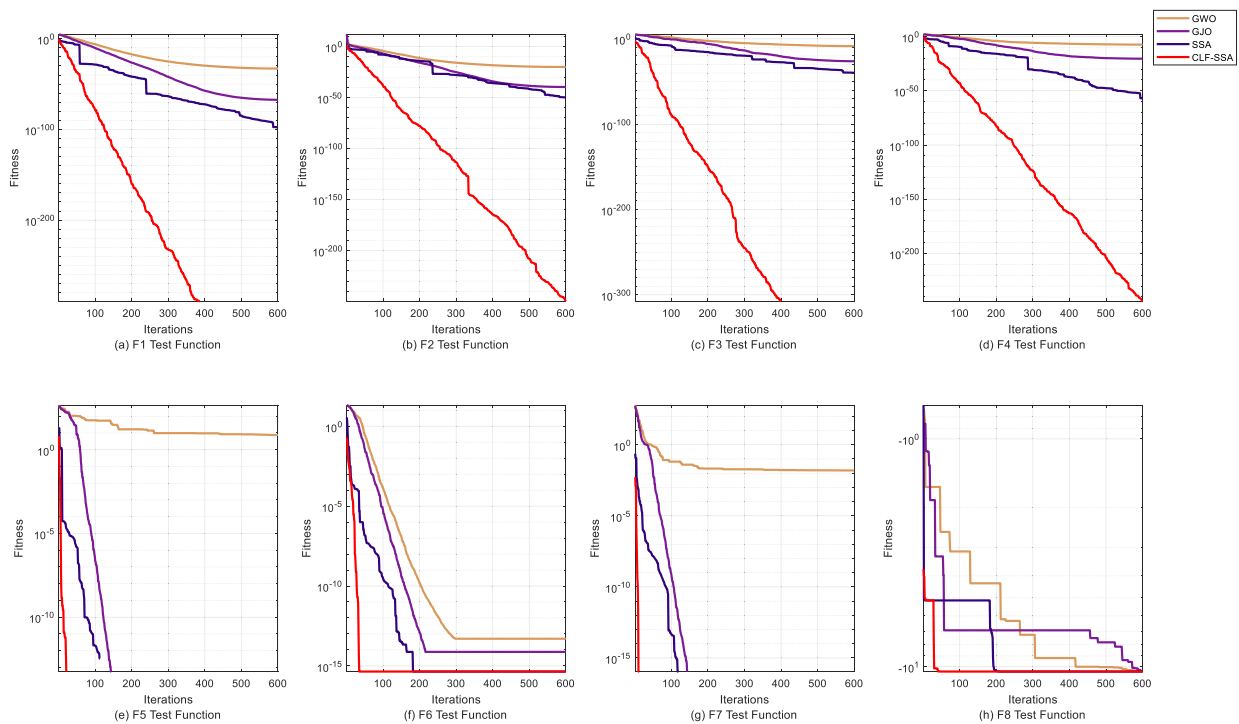 GWO
GJO
SSA
CLF-SSA
10^0
10^-100
10^-200
Fitness
100 200 300 400 500 600
Iterations
(a) F1 Test Function
10^0
10^-50
10^-100
10^-150
10^-200
Fitness
100 200 300 400 500 600
Iterations
(b) F2 Test Function
10^0
10^-100
10^-200
10^-300
Fitness
100 200 300 400 500 600
Iterations
(c) F3 Test Function
10^0
10^-50
10^-100
10^-150
10^-200
Fitness
100 200 300 400 500 600
Iterations
(d) F4 Test Function
10^0
10^-5
10^-10
Fitness
100 200 300 400 500 600
Iterations
(e) F5 Test Function
10^0
10^-5
10^-10
10^-15
Fitness
100 200 300 400 500 600
Iterations
(f) F6 Test Function
10^0
10^-5
10^-10
10^-15
Fitness
100 200 300 400 500 600
Iterations
(g) F7 Test Function
-10^0
-10^1
Fitness
100 200 300 400 500 600
Iterations
(h) F8 Test Function